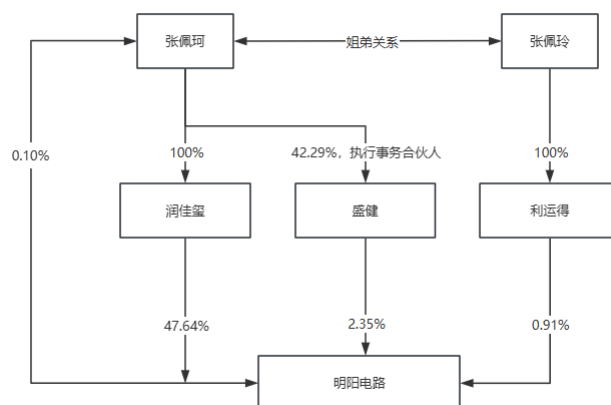 张佩珂
姐弟关系
张佩玲
0.10%
100%
42.29%，执行事务合伙人
100%
润佳玺
盛健
利运得
47.64%
2.35%
0.91%
明阳电路